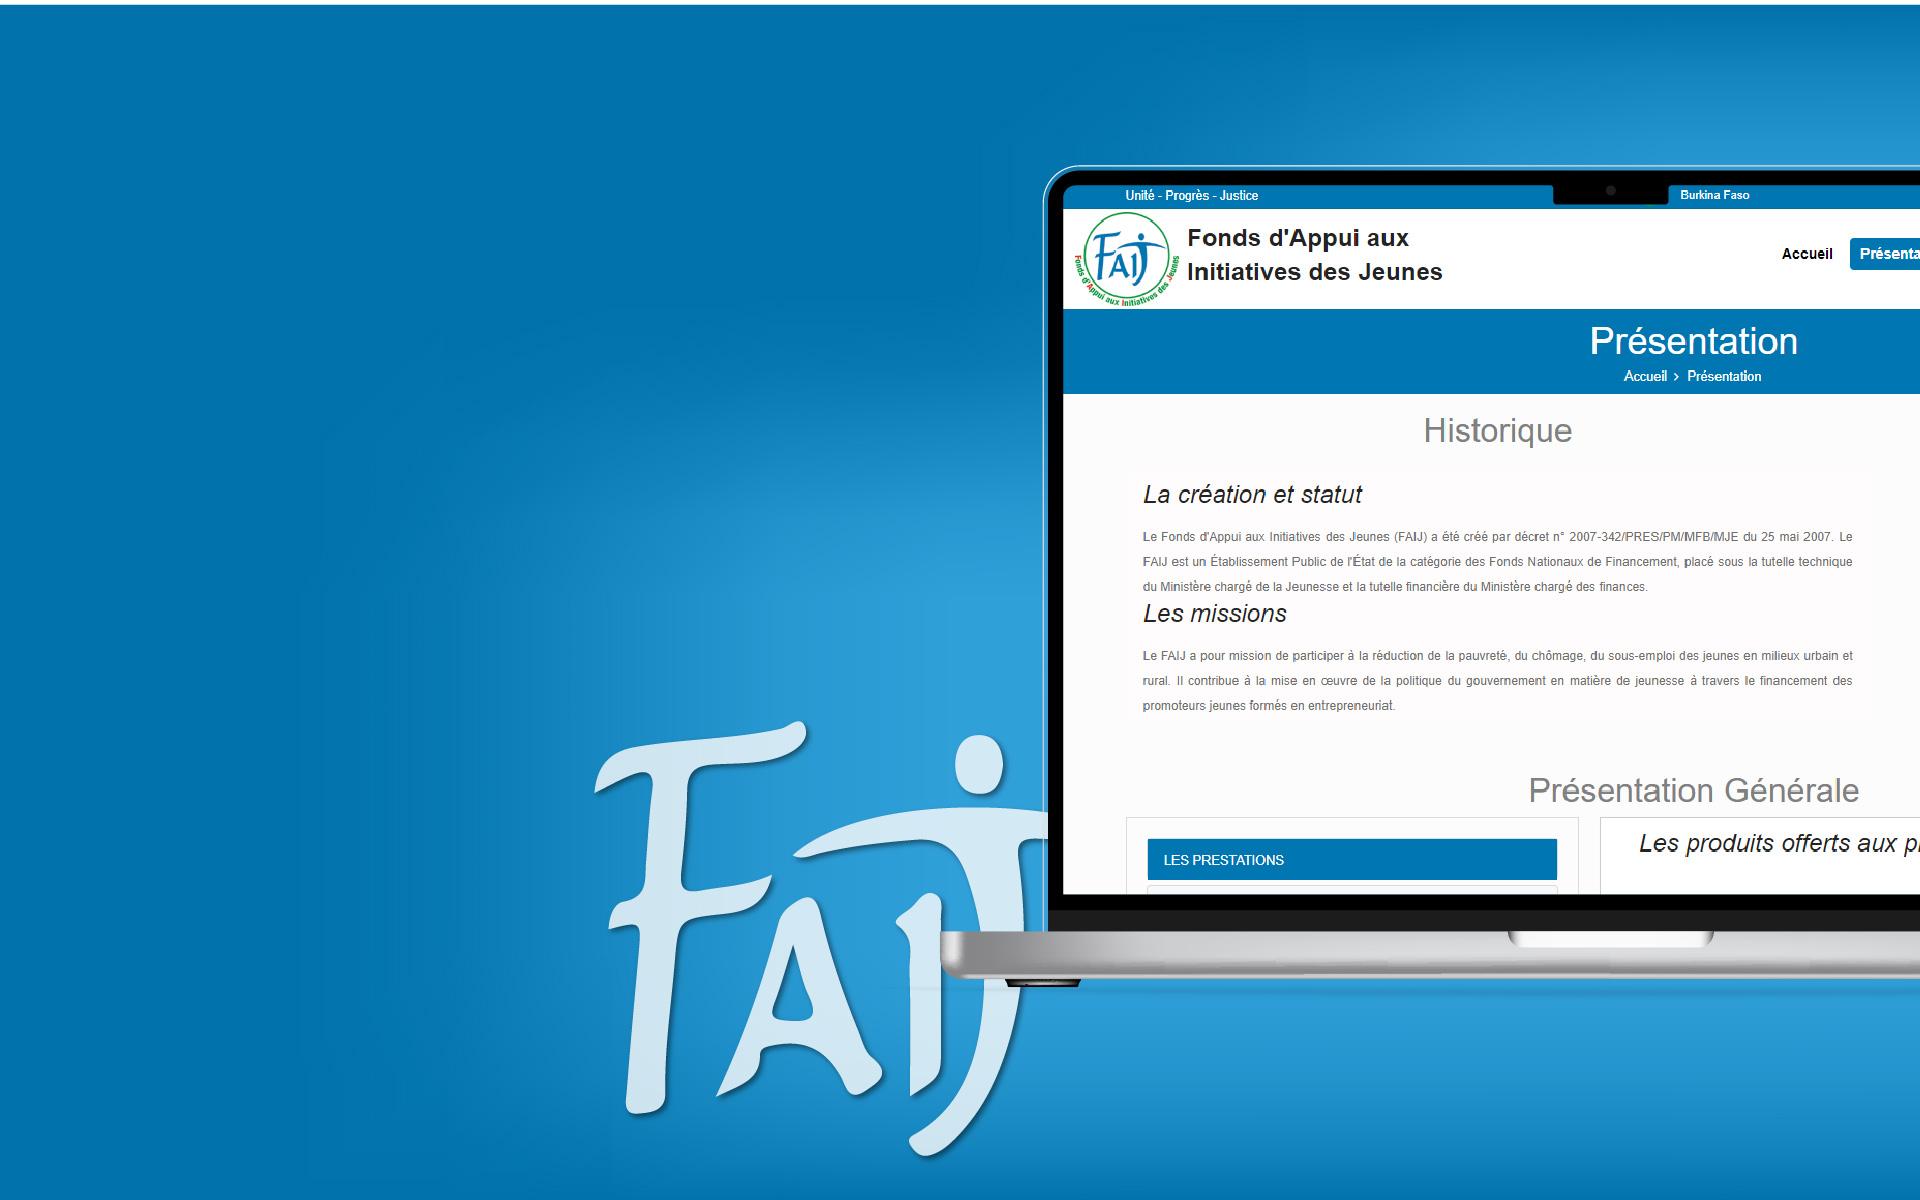 Unité - Progrès - Justice
Burkina Faso
FAIJ
Fonds d'Appui aux Initiatives des Jeunes
Fonds d'Appui aux
Initiatives des Jeunes
Accueil
Présenta
Présentation
Accueil > Présentation
Historique
La création et statut
Le Fonds d'Appui aux Initiatives des Jeunes (FAIJ) a été créé par décret n° 2007-342/PRES/PM/MFB/MJE du 25 mai 2007. Le
FAIJ est un Établissement Public de l'État de la catégorie des Fonds Nationaux de Financement, placé sous la tutelle technique
du Ministère chargé de la Jeunesse et la tutelle financière du Ministère chargé des finances.
Les missions
Le FAIJ a pour mission de participer à la réduction de la pauvreté, du chômage, du sous-emploi des jeunes en milieux urbain et
rural. Il contribue à la mise en œuvre de la politique du gouvernement en matière de jeunesse à travers le financement des
promoteurs jeunes formés en entrepreneuriat.
Présentation Générale
LES PRESTATIONS
Les produits offerts aux p
FAIJ